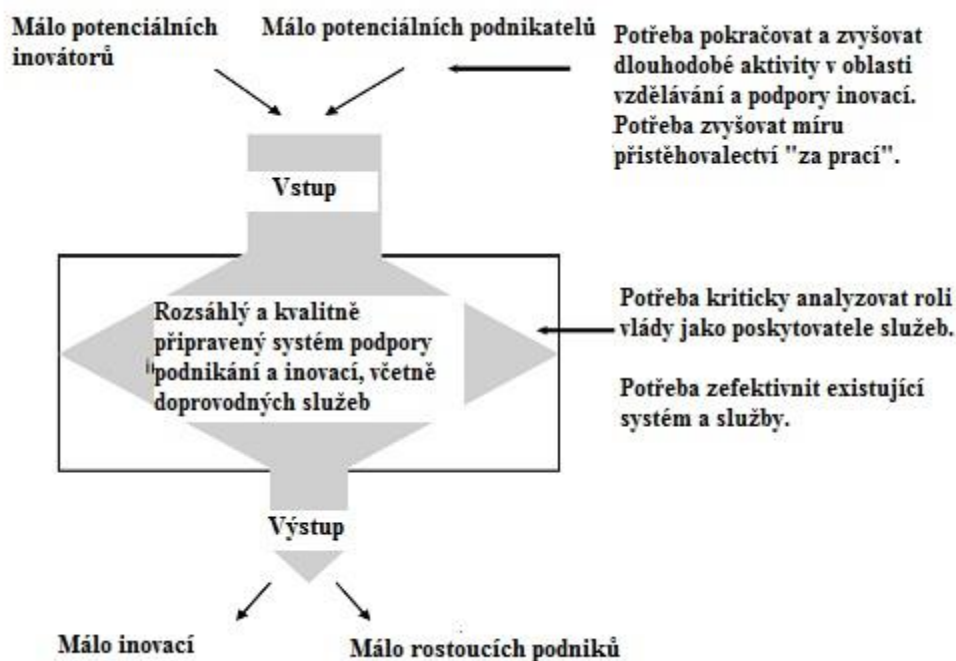 Málo potenciálních
inovátorů
Málo potenciálních podnikatelů
Potřeba pokračovat a zvyšovat
dlouhodobé aktivity v oblasti
vzdělávání a podpory inovací.
Potřeba zvyšovat míru
přistěhovalectví "za prací".
Vstup
Rozsáhlý a kvalitně
připravený systém podpory
podnikání a inovací, včetně
doprovodných služeb
Potřeba kriticky analyzovat roli
vlády jako poskytovatele služeb.
Potřeba zefektivnit existující
systém a služby.
Výstup
Málo inovací
Málo rostoucích podniků